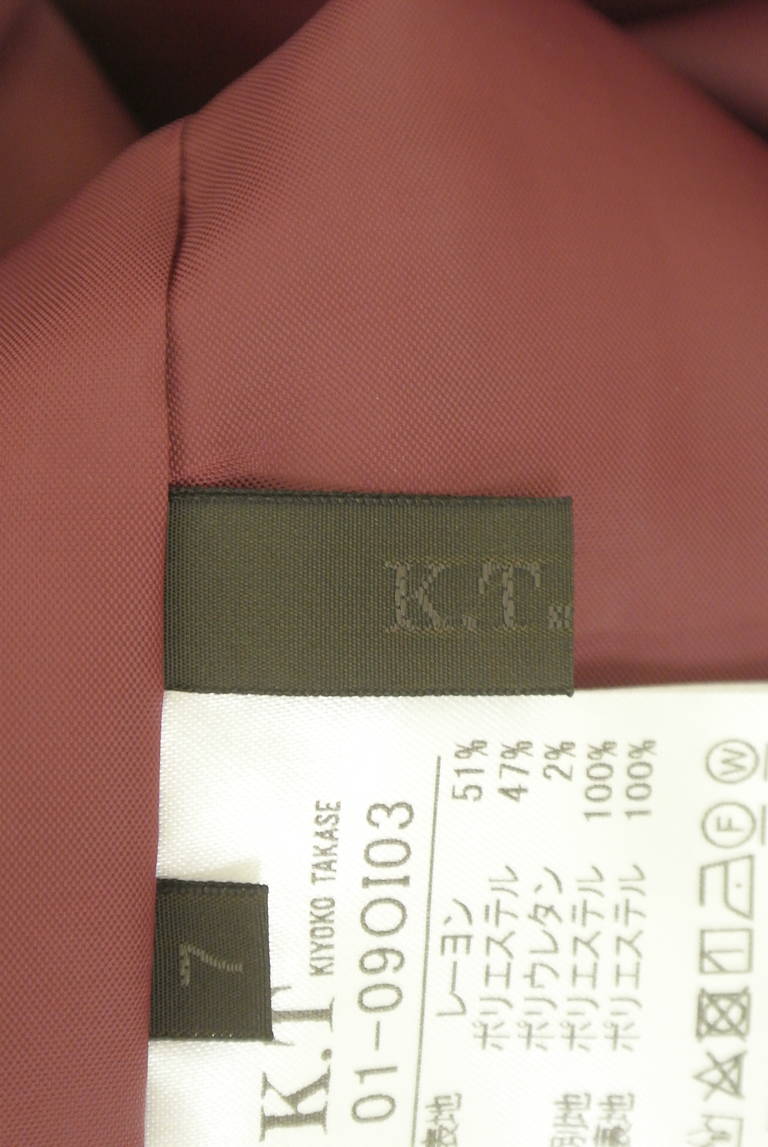 K.T
7
K.T KIYOKO TAKASE
01-09OI03
表地 レーヨン 51%
ポリエステル 47%
ポリウレタン 2%
別地 ポリエステル 100%
裏地 ポリエステル 100%
W
F